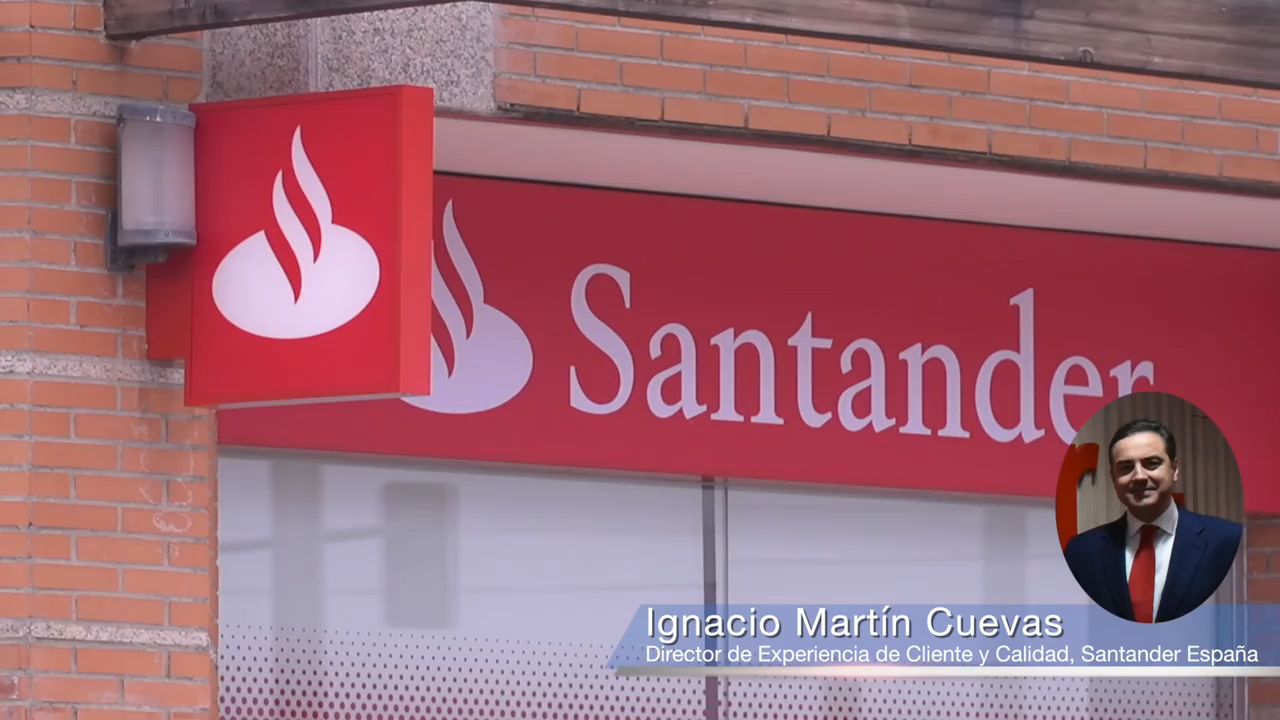 Santander
Ignacio Martín Cuevas
Director de Experiencia de Cliente y Calidad, Santander España